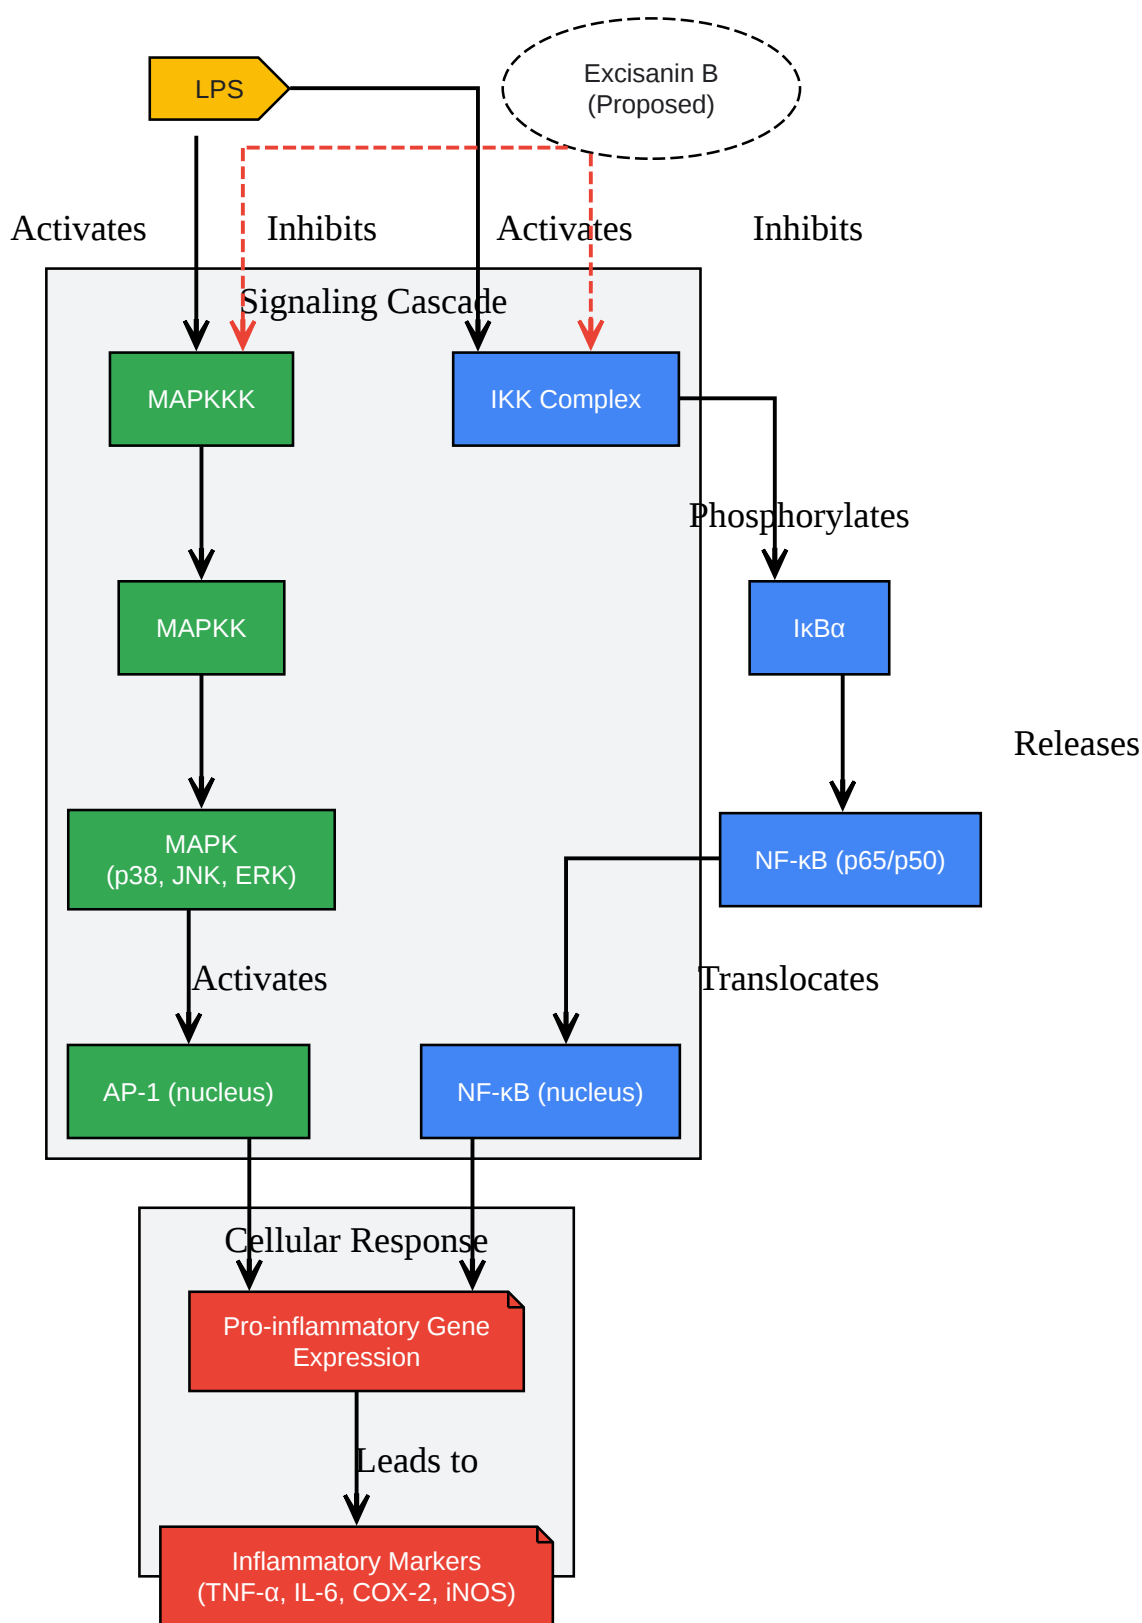 LPS
Excisanin B
(Proposed)
Activates
Inhibits
Activates
Inhibits
Signaling Cascade
MAPKKK
IKK Complex
Phosphorylates
MAPKK
IκBα
Releases
MAPK
(p38, JNK, ERK)
NF-κB (p65/p50)
Activates
Translocates
AP-1 (nucleus)
NF-κB (nucleus)
Cellular Response
Pro-inflammatory Gene
Expression
Leads to
Inflammatory Markers
(TNF-α, IL-6, COX-2, iNOS)